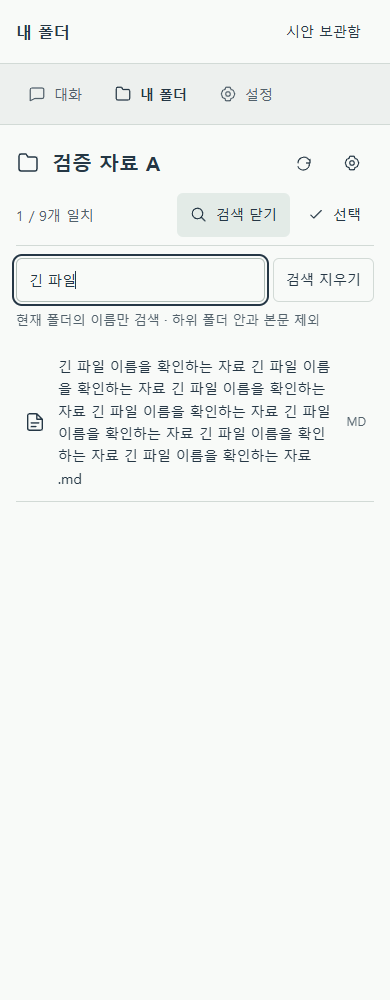 내 폴더
시안 보관함
대화
내 폴더
설정
검증 자료 A
1 / 9개 일치
검색 닫기
선택
긴 파일
검색 지우기
현재 폴더의 이름만 검색 · 하위 폴더 안과 본문 제외
긴 파일 이름을 확인하는 자료 긴 파일 이름
을 확인하는 자료 긴 파일 이름을 확인하는
자료 긴 파일 이름을 확인하는 자료 긴 파일
이름을 확인하는 자료 긴 파일 이름을 확인
하는 자료 긴 파일 이름을 확인하는 자료
.md
MD